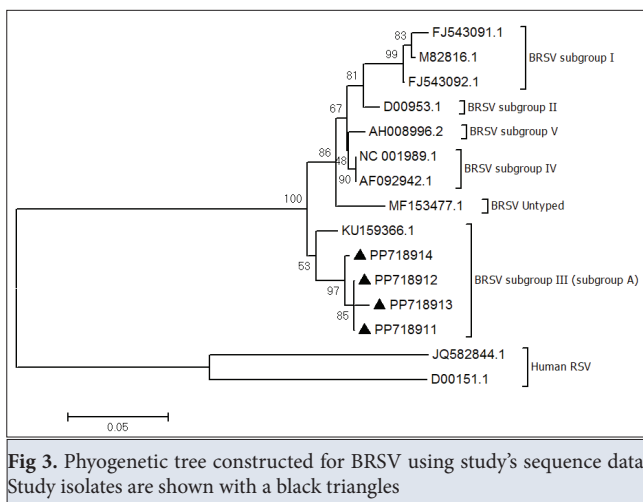 FJ543091.1
83
M82816.1
BRSV subgroup I
99
FJ543092.1
81
D00953.1
BRSV subgroup II
67
AH008996.2
BRSV subgroup V
86
48
NC 001989.1
BRSV subgroup IV
90
AF092942.1
100
MF153477.1
BRSV Untyped
KU159366.1
53
PP718914
97
PP718912
BRSV subgroup III (subgroup A)
PP718913
85
PP718911
JQ582844.1
Human RSV
D00151.1
0.05
Fig 3. Phyogenetic tree constructed for BRSV using study's sequence data
Study isolates are shown with a black triangles